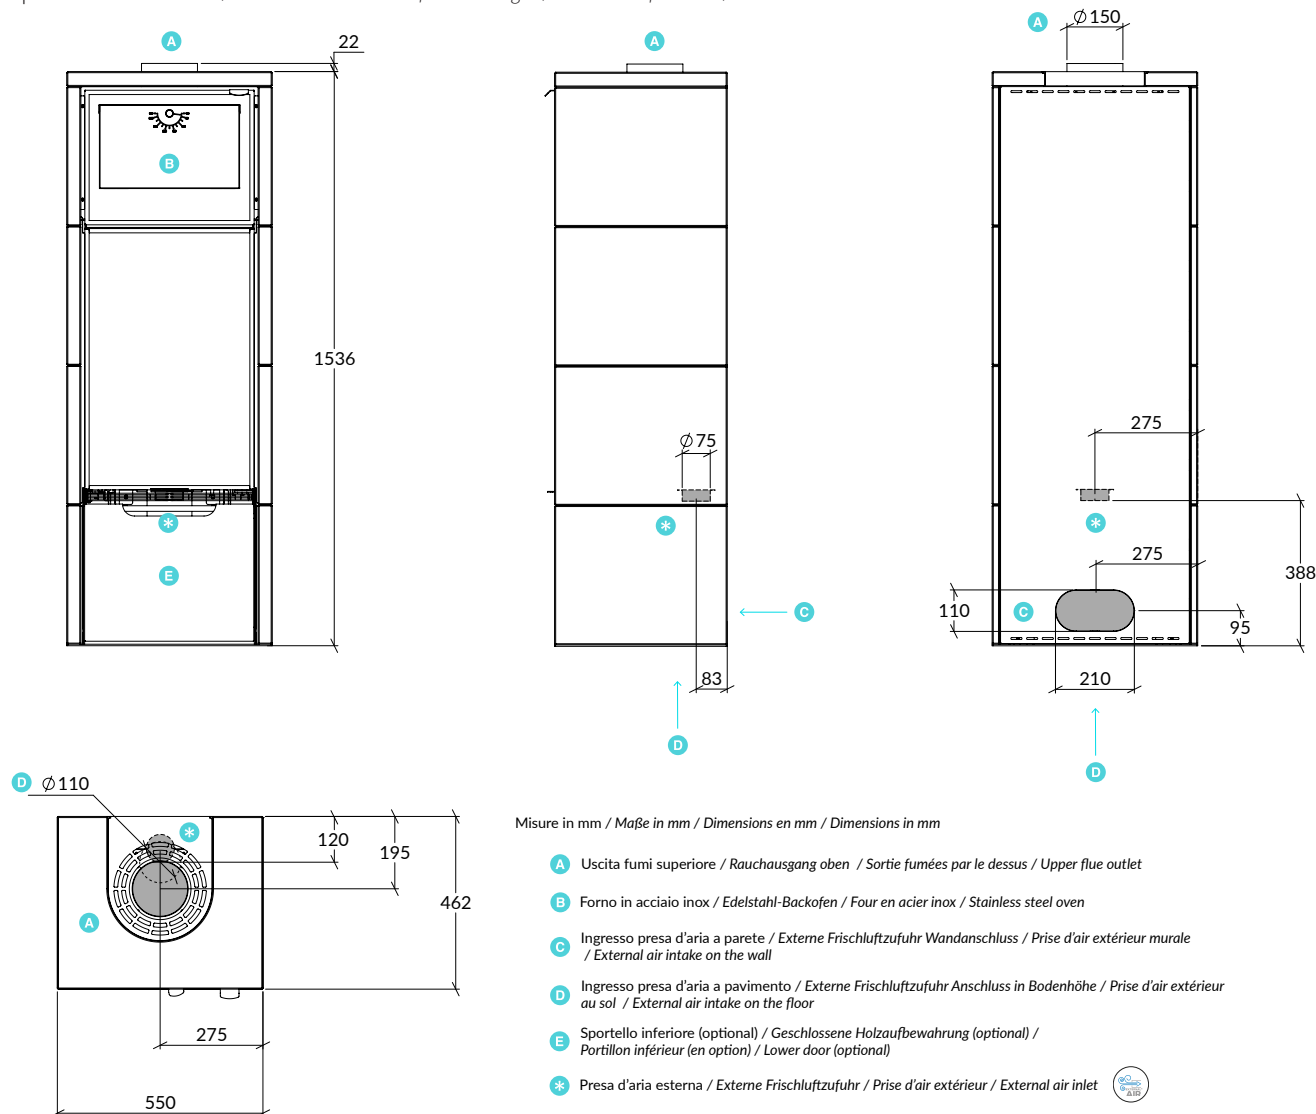 A
22
A
A
Ø 150
B
1536
275
Ø 75
*
*
*
E
275
388
C
110
C
95
83
210
D
D
D
Ø 110
*
120
195
462
A
275
550
Misure in mm / Maße in mm / Dimensions en mm / Dimensions in mm
A Uscita fumi superiore / Rauchausgang oben / Sortie fumées par le dessus / Upper flue outlet
B Forno in acciaio inox / Edelstahl-Backofen / Four en acier inox / Stainless steel oven
C Ingresso presa d'aria a parete / Externe Frischluftzufuhr Wandanschluss / Prise d'air extérieur murale
/ External air intake on the wall
D Ingresso presa d'aria a pavimento / Externe Frischluftzufuhr Anschluss in Bodenhöhe / Prise d'air extérieur
au sol / External air intake on the floor
E Sportello inferiore (optional) / Geschlossene Holzaufbewahrung (optional) /
Portillon inférieur (en option) / Lower door (optional)
* Presa d'aria esterna / Externe Frischluftzufuhr / Prise d'air extérieur / External air inlet
AIR